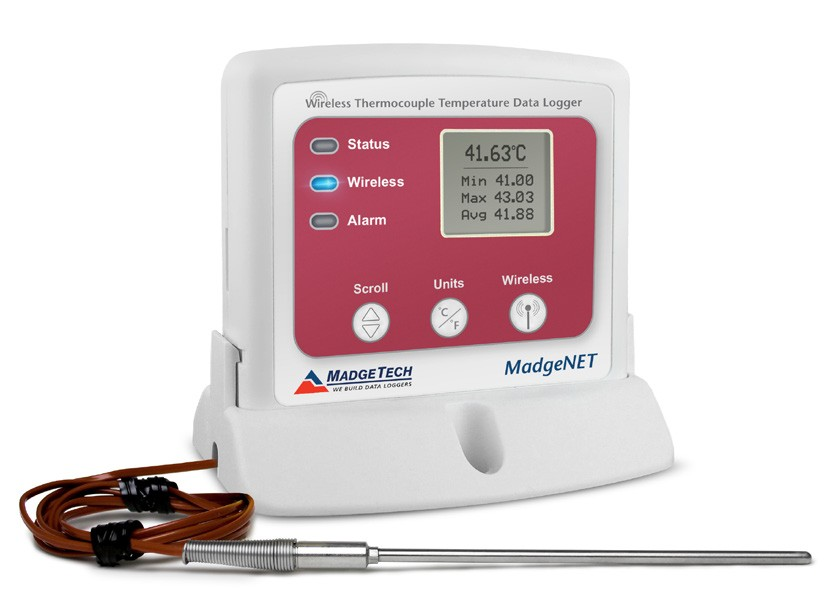 Wireless Thermocouple Temperature Data Logger
Status
Wireless
Alarm
41.63°C
Min 41.00
Max 43.03
Avg 41.88
Scroll
Units
Wireless
°C
°F
MADGETECH
WE BUILD DATA LOGGERS
MadgeNET